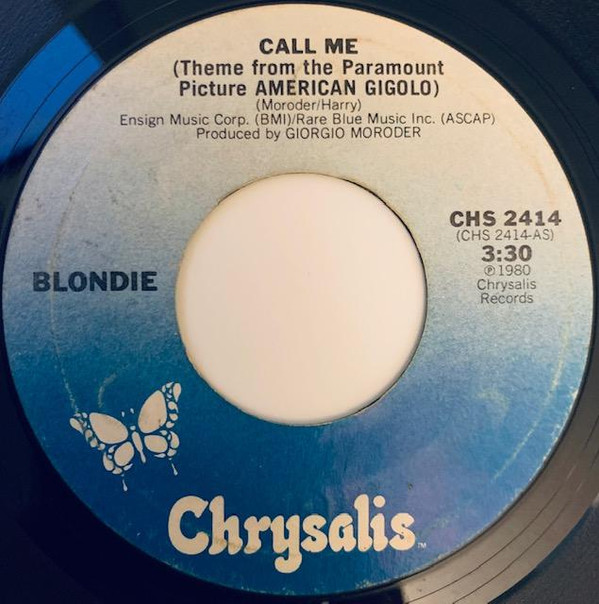 CALL ME
(Theme from the Paramount
Picture AMERICAN GIGOLO)
(Moroder/Harry)
Ensign Music Corp. (BMI)/Rare Blue Music Inc. (ASCAP)
Produced by GIORGIO MORODER
CHS 2414
(CHS 2414-AS)
3:30
℗ 1980
Chrysalis
Records
BLONDIE
Chrysalis™